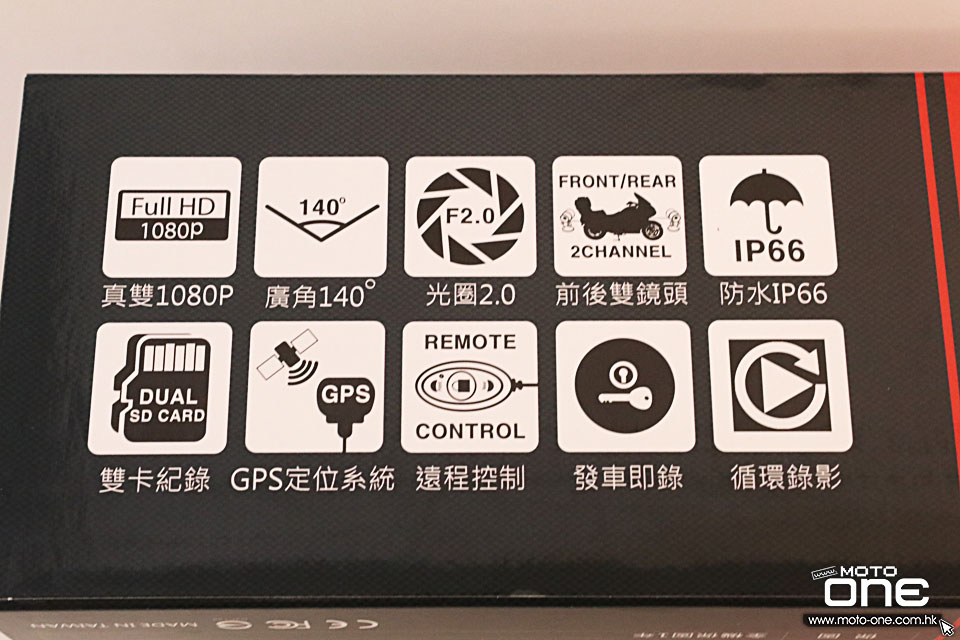 Full HD
1080P
140°
F2.0
FRONT/REAR
2CHANNEL
IP66
真雙1080P
廣角140°
光圈2.0
前後雙鏡頭
防水IP66
DUAL
SD CARD
GPS
REMOTE
CONTROL
雙卡紀錄
GPS定位系統
遠程控制
發車即錄
循環錄影
MADE IN TAIWAN
FC CE
www.
MOTO
ONE
www.moto-one.com.hk